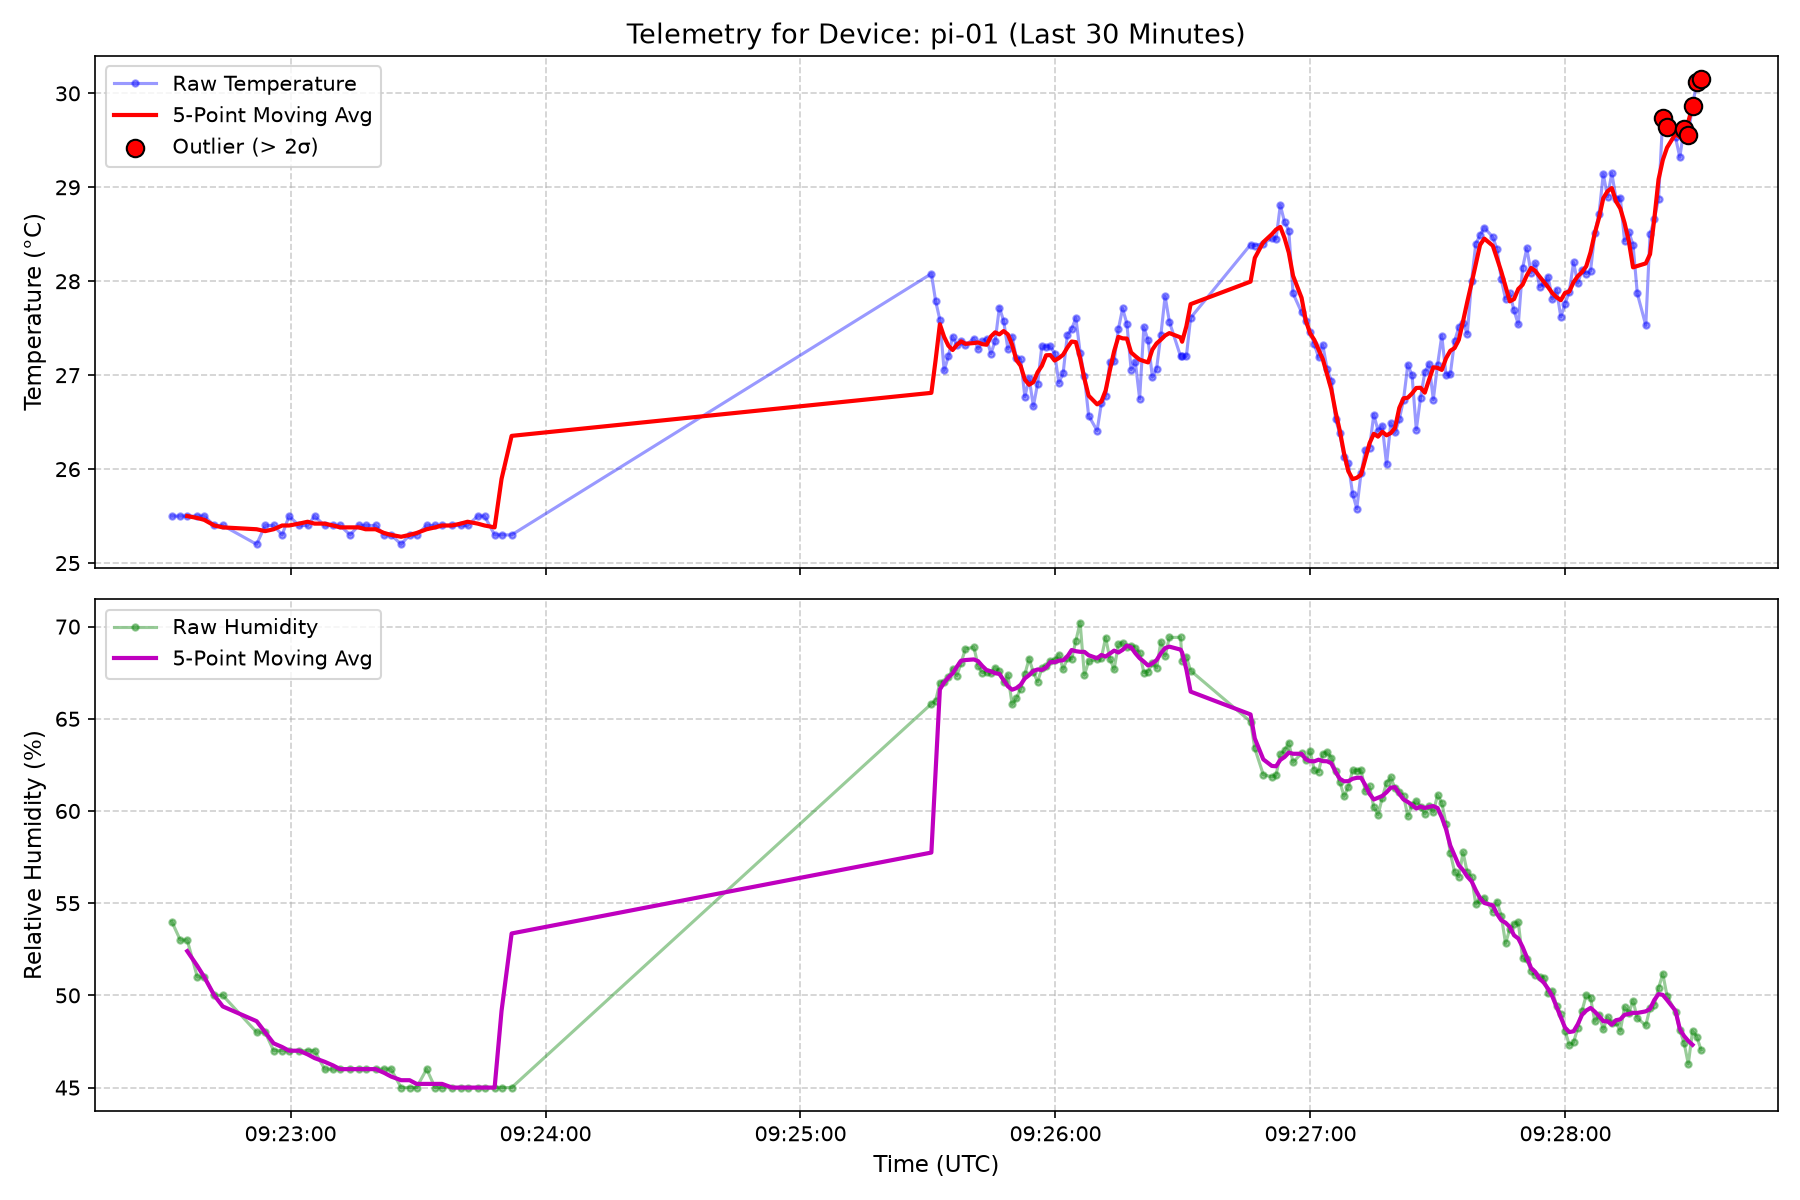 Telemetry for Device: pi-01 (Last 30 Minutes)
Raw Temperature
5-Point Moving Avg
Outlier (> 2σ)
Temperature (°C)
30
29
28
27
26
25
Raw Humidity
5-Point Moving Avg
Relative Humidity (%)
70
65
60
55
50
45
09:23:00
09:24:00
09:25:00
09:26:00
09:27:00
09:28:00
Time (UTC)